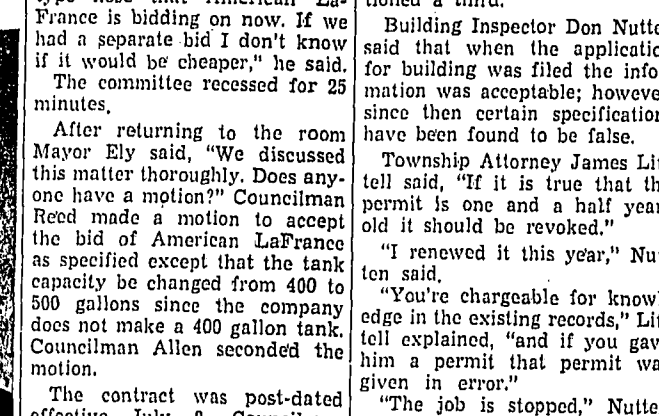 type hose that American La-
France is bidding on now. If we
had a separate bid I don't know
if it would be cheaper," he said.
The committee recessed for 25
minutes.
After returning to the room
Mayor Ely said, "We discussed
this matter thoroughly. Does any-
one have a motion?" Councilman
Reed made a motion to accept
the bid of American LaFrance
as specified except that the tank
capacity be changed from 400 to
500 gallons since the company
does not make a 400 gallon tank.
Councilman Allen seconded the
motion.
The contract was post-dated
effective July
tioned a third.
Building Inspector Don Nutte
said that when the applicatio
for building was filed the info
mation was acceptable; howeve
since then certain specification
have been found to be false.
Township Attorney James Lit
tell said, "If it is true that th
permit is one and a half year
old it should be revoked."
"I renewed it this year," Nu
ten said.
"You're chargeable for knowl
edge in the existing records," Lit
tell explained, "and if you gav
him a permit that permit wa
given in error."
"The job is stopped," Nutte